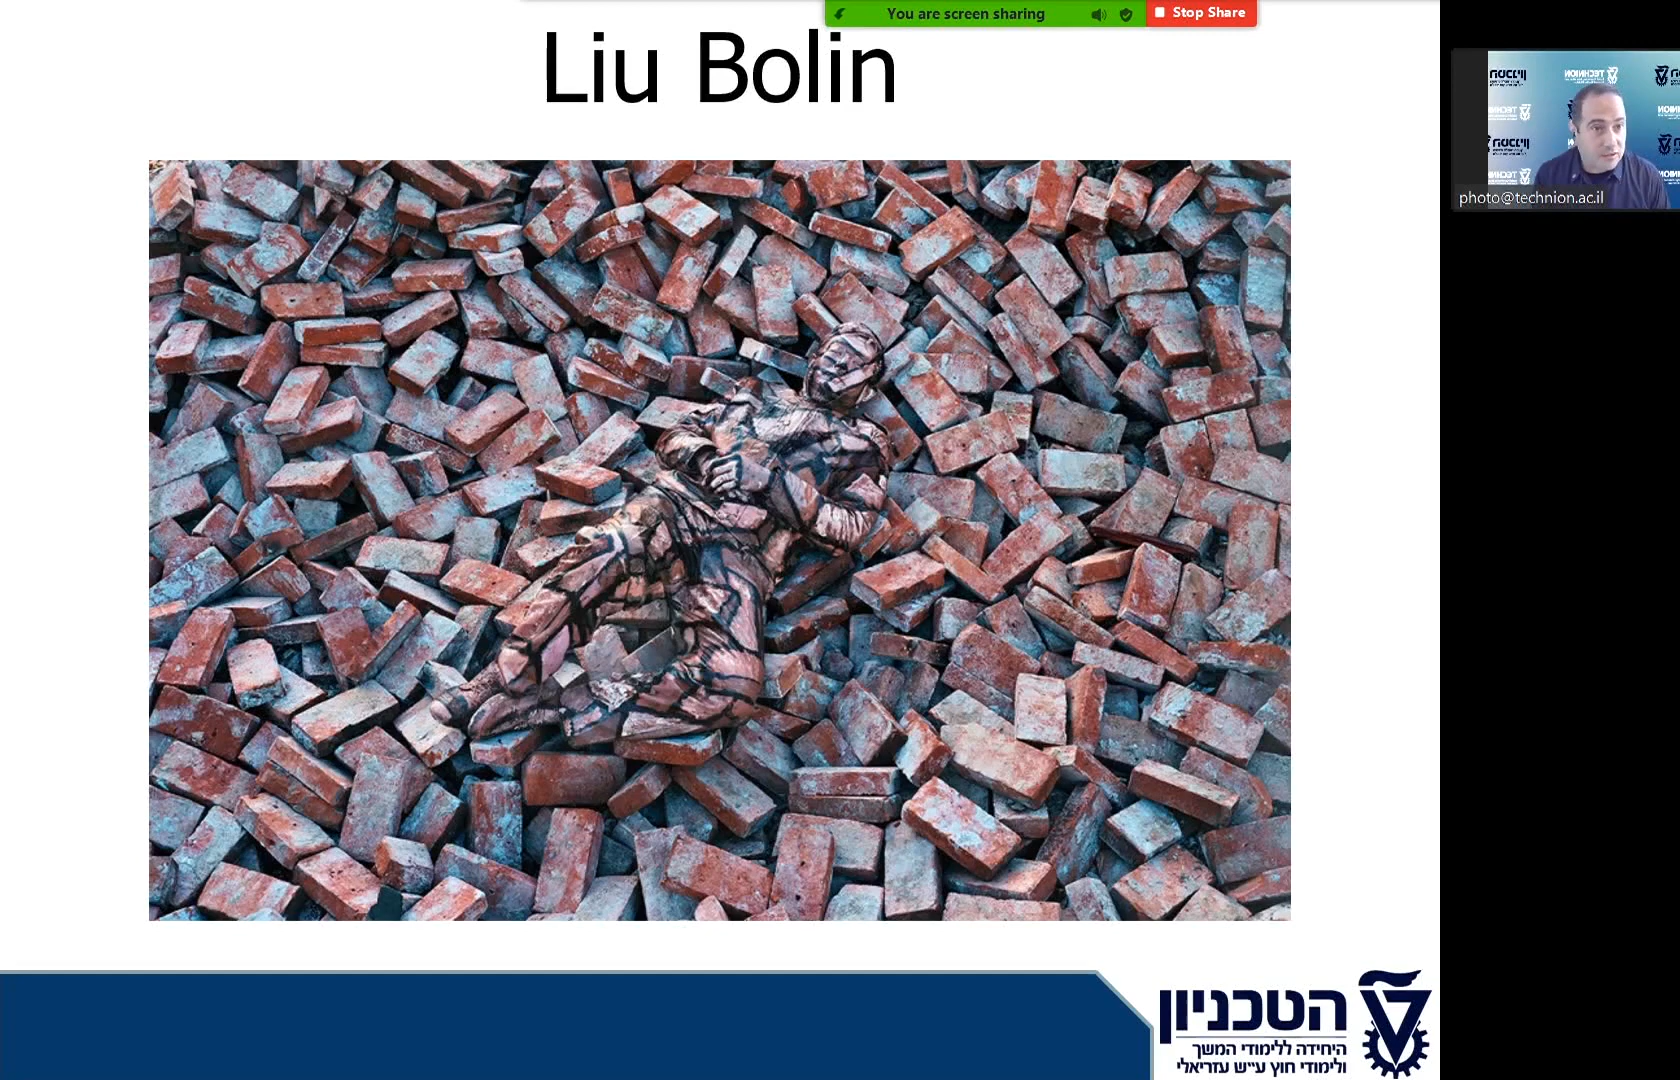 You are screen sharing
Stop Share
Liu Bolin
TECHNION
photo@technion.ac.il
הטכניון
היחידה ללימודי המשך
ולימודי חוץ ע״ש עזריאלי